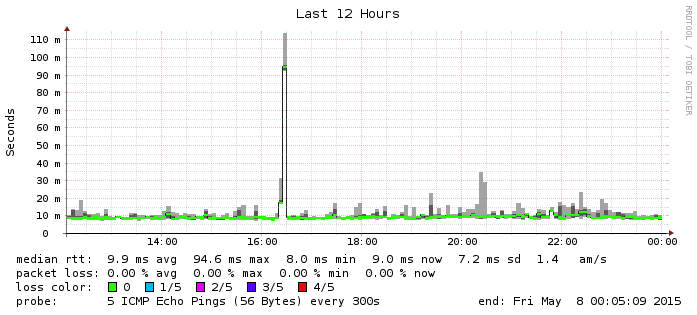 Last 12 Hours
RRDTOOL / TOBI OETIKER
Seconds
110 m
100 m
90 m
80 m
70 m
60 m
50 m
40 m
30 m
20 m
10 m
0
14:00 16:00 18:00 20:00 22:00 00:00
median rtt: 9.9 ms avg 94.6 ms max 8.0 ms min 9.0 ms now 7.2 ms sd 1.4 am/s
packet loss: 0.00 % avg 0.00 % max 0.00 % min 0.00 % now
loss color: 0 1/5 2/5 3/5 4/5
probe: 5 ICMP Echo Pings (56 Bytes) every 300s end: Fri May 8 00:05:09 2015